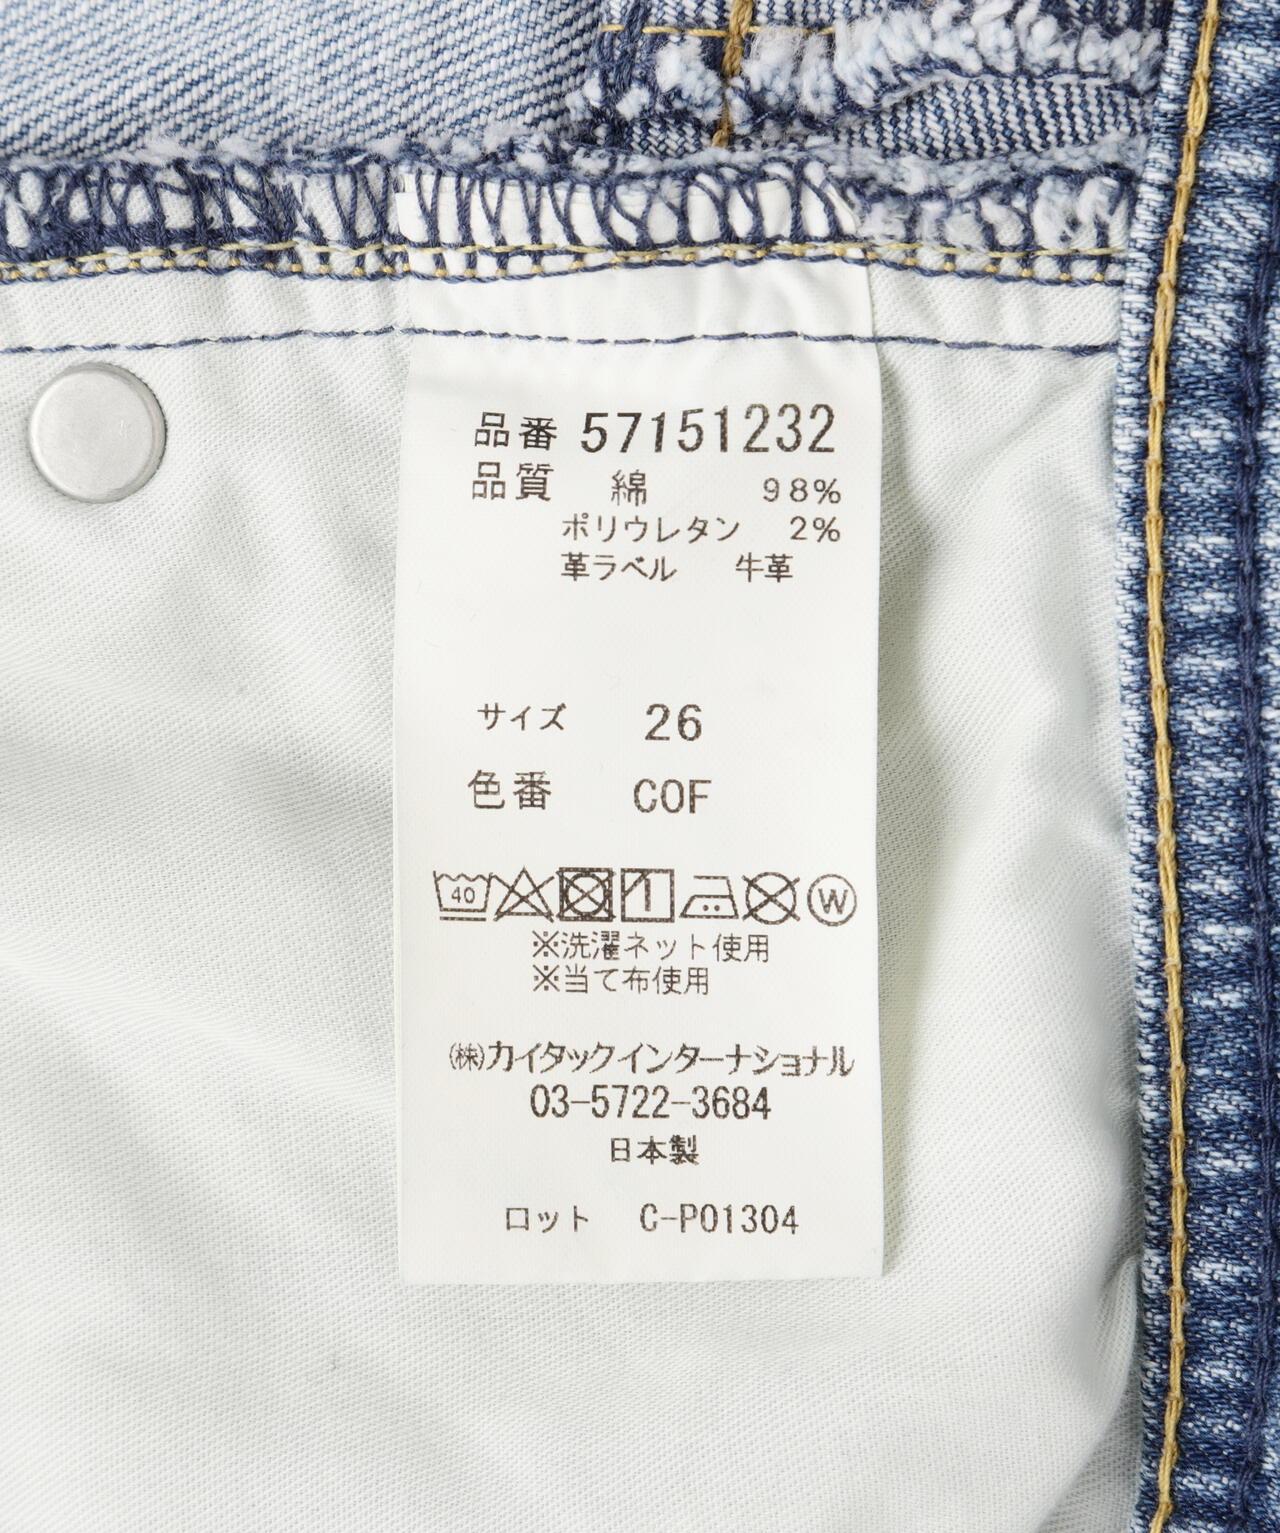 品番 57151232
品質 綿 98%
ポリウレタン 2%
革ラベル 牛革
サイズ 26
色番 COF
40 W
※洗濯ネット使用
※当て布使用
㈱カイタックインターナショナル
03-5722-3684
日本製
ロット C-P01304